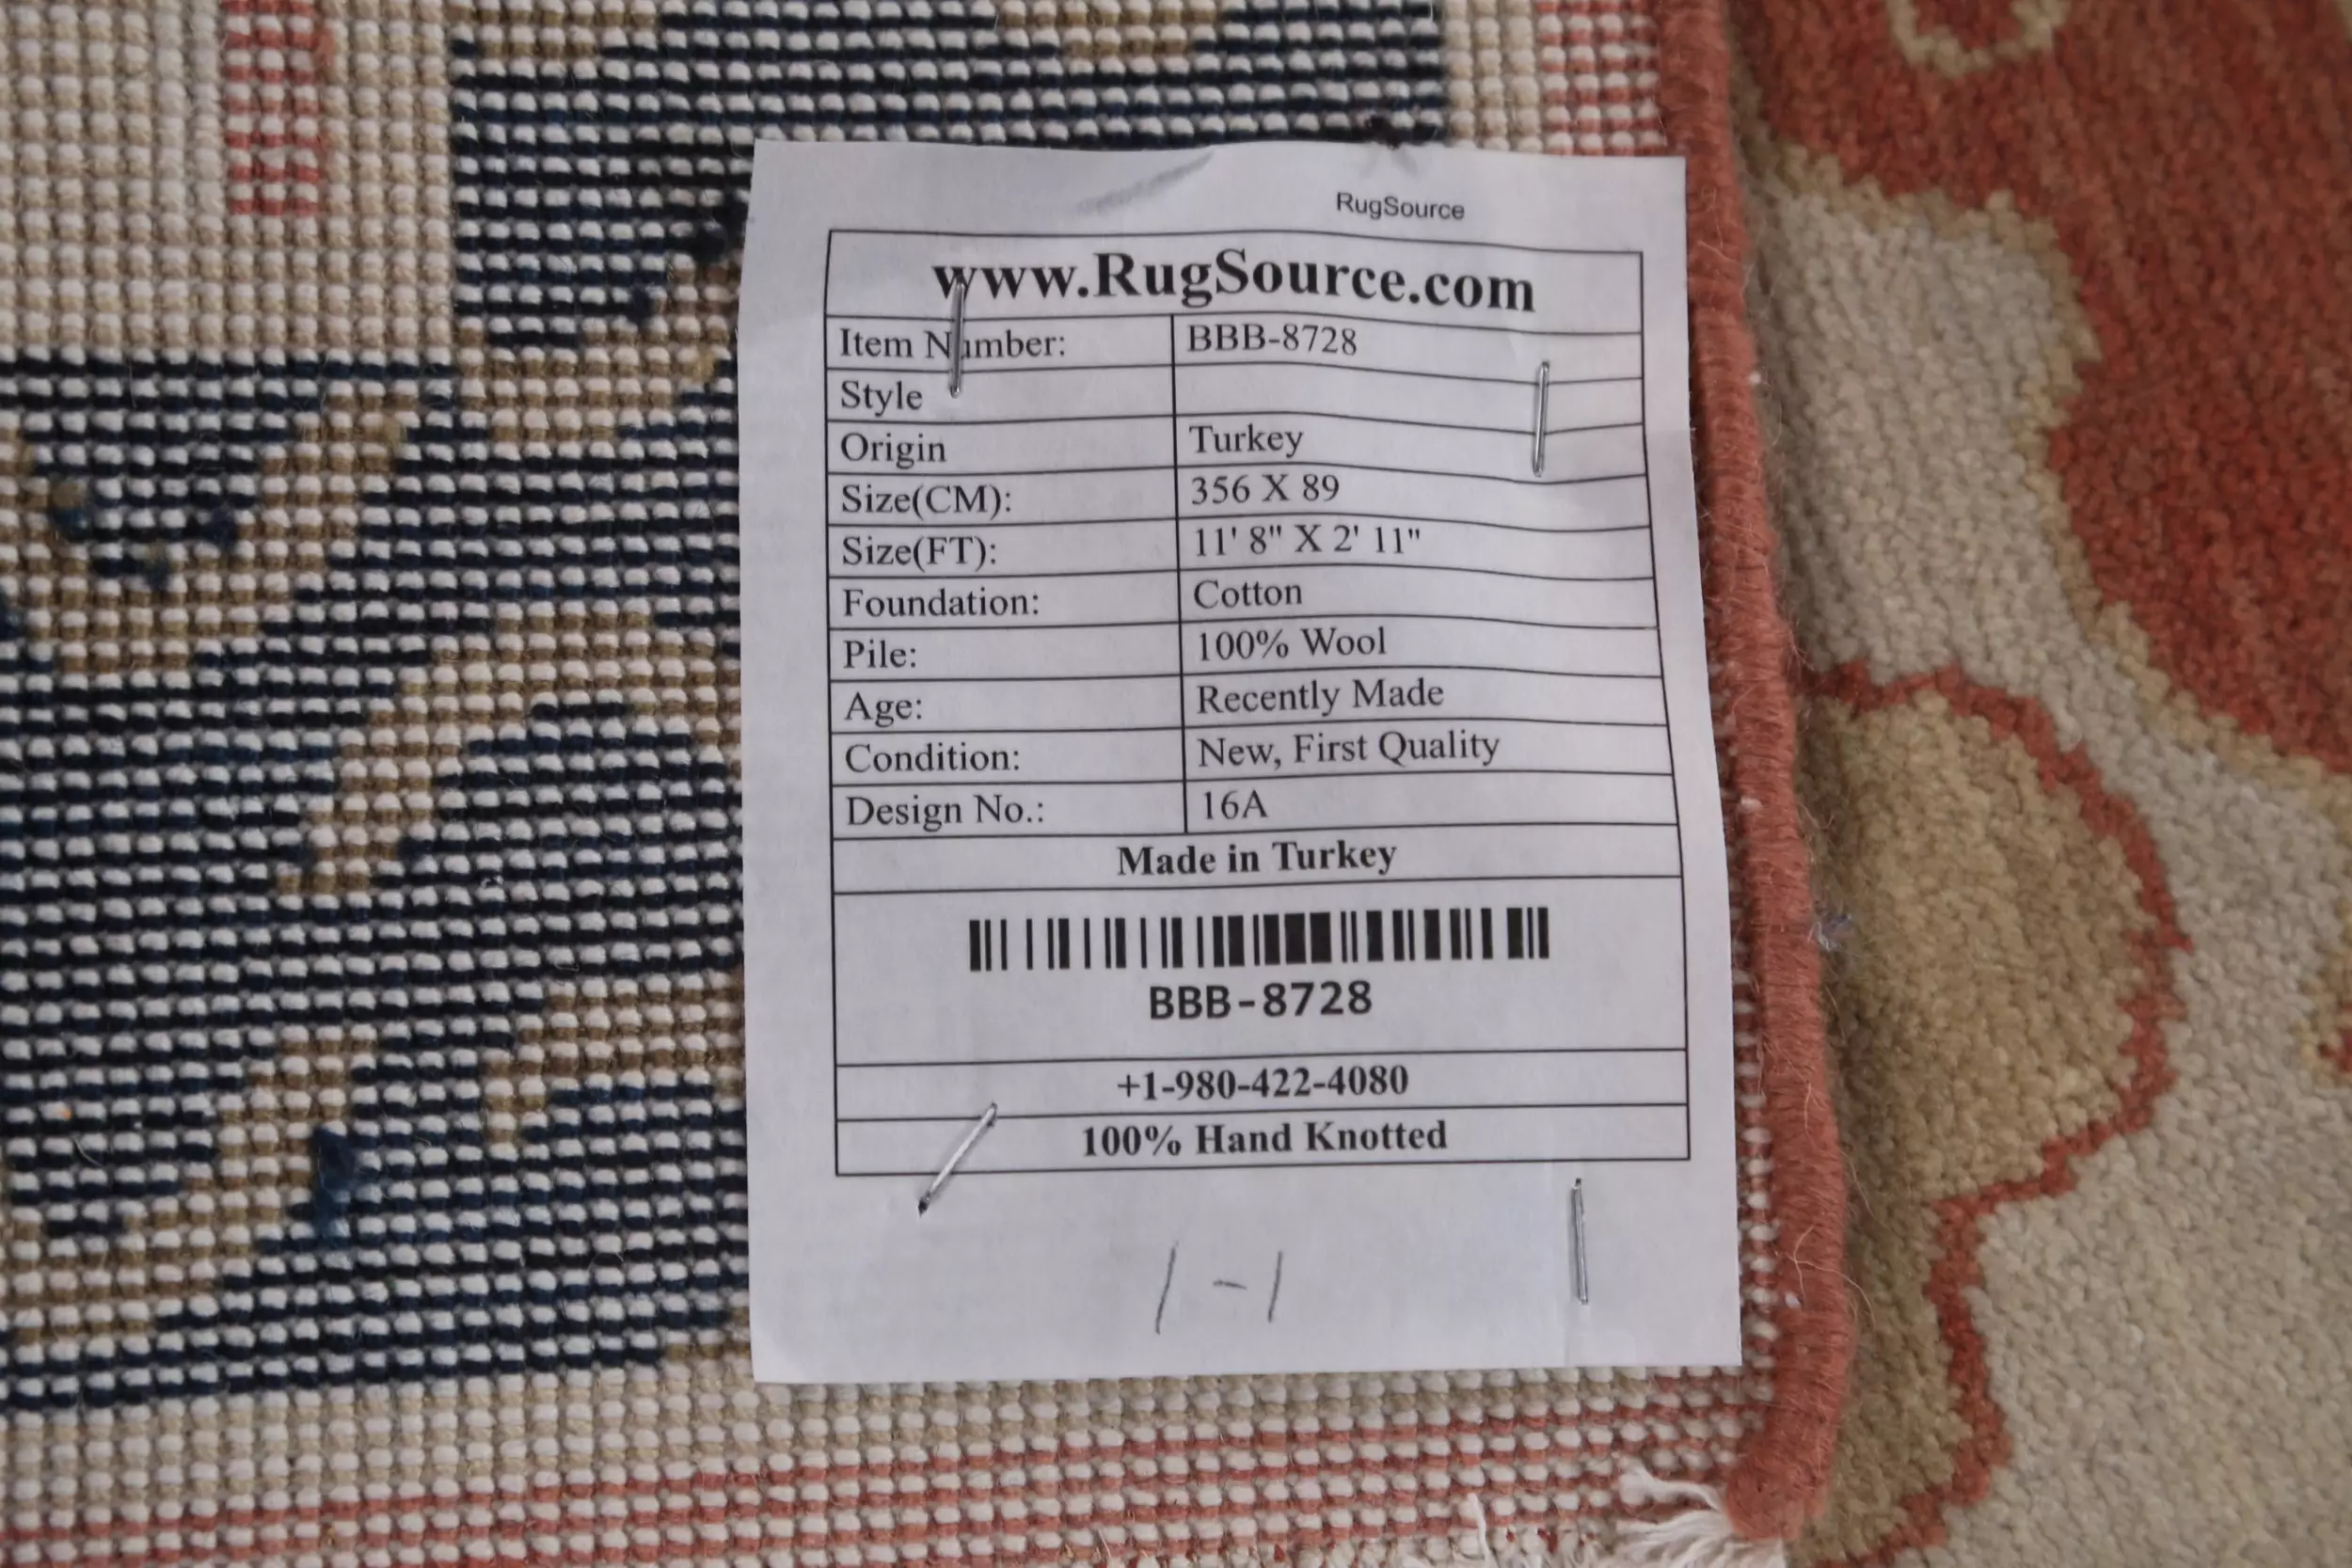 RugSource
www.RugSource.com
Item Number: BBB-8728
Style
Origin Turkey
Size(CM): 356 X 89
Size(FT): 11' 8" X 2' 11"
Foundation: Cotton
Pile: 100% Wool
Age: Recently Made
Condition: New, First Quality
Design No.: 16A
Made in Turkey
BBB-8728
+1-980-422-4080
100% Hand Knotted
1-1